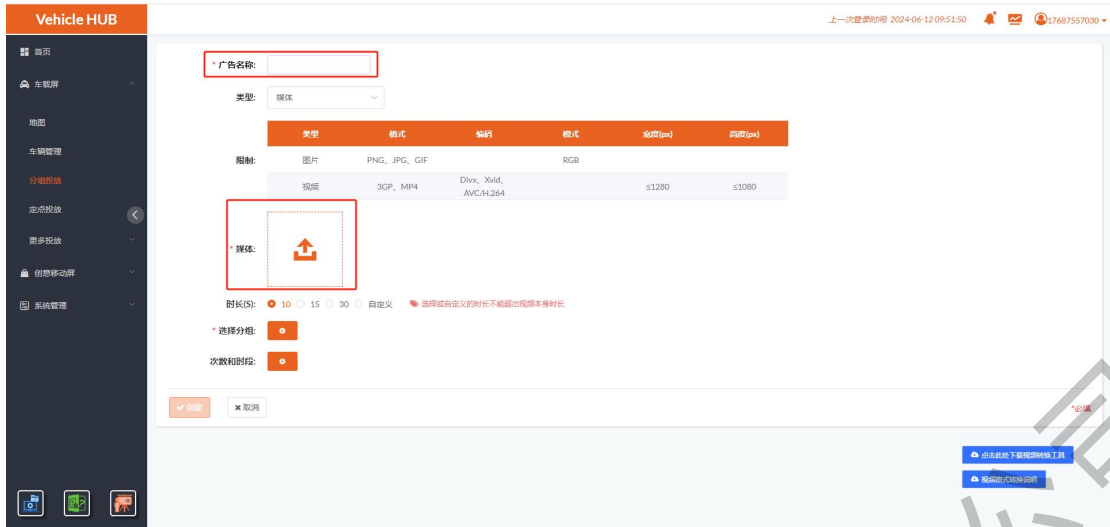 Vehicle HUB
上一次登录时间 2024-06-12 09:51:50
17687557030
首页
车载屏
地图
车辆管理
分组投放
定点投放
更多投放
创意移动屏
系统管理
* 广告名称:
类型: 媒体
类型 格式 编码 模式 宽度(px) 高度(px)
限制:
图片 PNG、JPG、GIF RGB
视频 3GP、MP4 Divx、Xvid、AVC/H.264 ≤1280 ≤1080
* 媒体:
时长(S): 10 15 30 自定义 选择或自定义的时长不能超出视频本身时长
* 选择分组:
次数和时段:
创建 取消
*必填
点击此处下载视频转换工具
视频格式转换说明
司